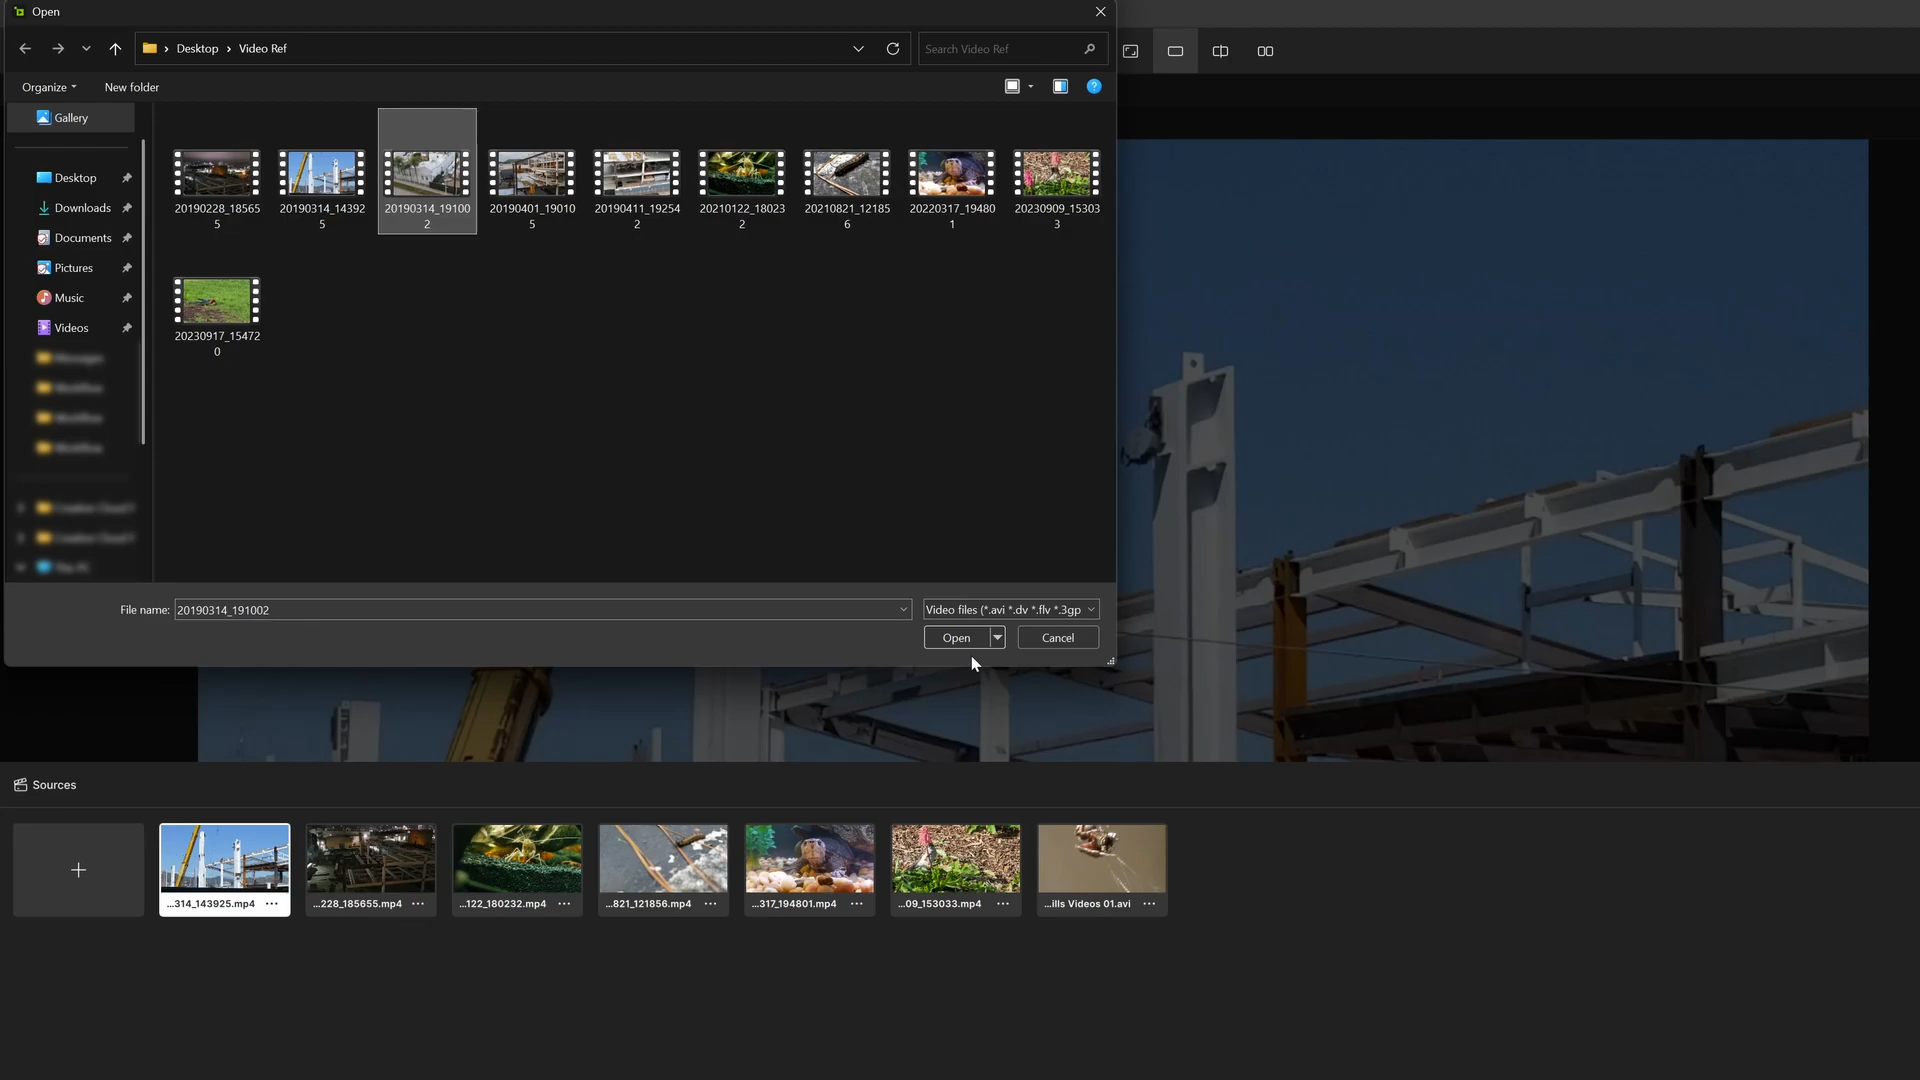 Open
Desktop
Video Ref
Search Video Ref
Organize
New folder
Gallery
Desktop
Downloads
Documents
Pictures
Music
Videos
20190228_18565
5
20190314_14392
5
20190314_19100
2
20190401_19010
5
20190411_19254
2
20210122_18023
2
20210821_12185
6
20220317_19480
1
20230909_15303
3
20230917_15472
0
File name:
20190314_191002
Video files (*.avi *.dv *.flv *.3gp
Open
Cancel
Sources
...314_143925.mp4
...228_185655.mp4
...122_180232.mp4
...821_121856.mp4
...317_194801.mp4
...09_153033.mp4
...ills Videos 01.avi